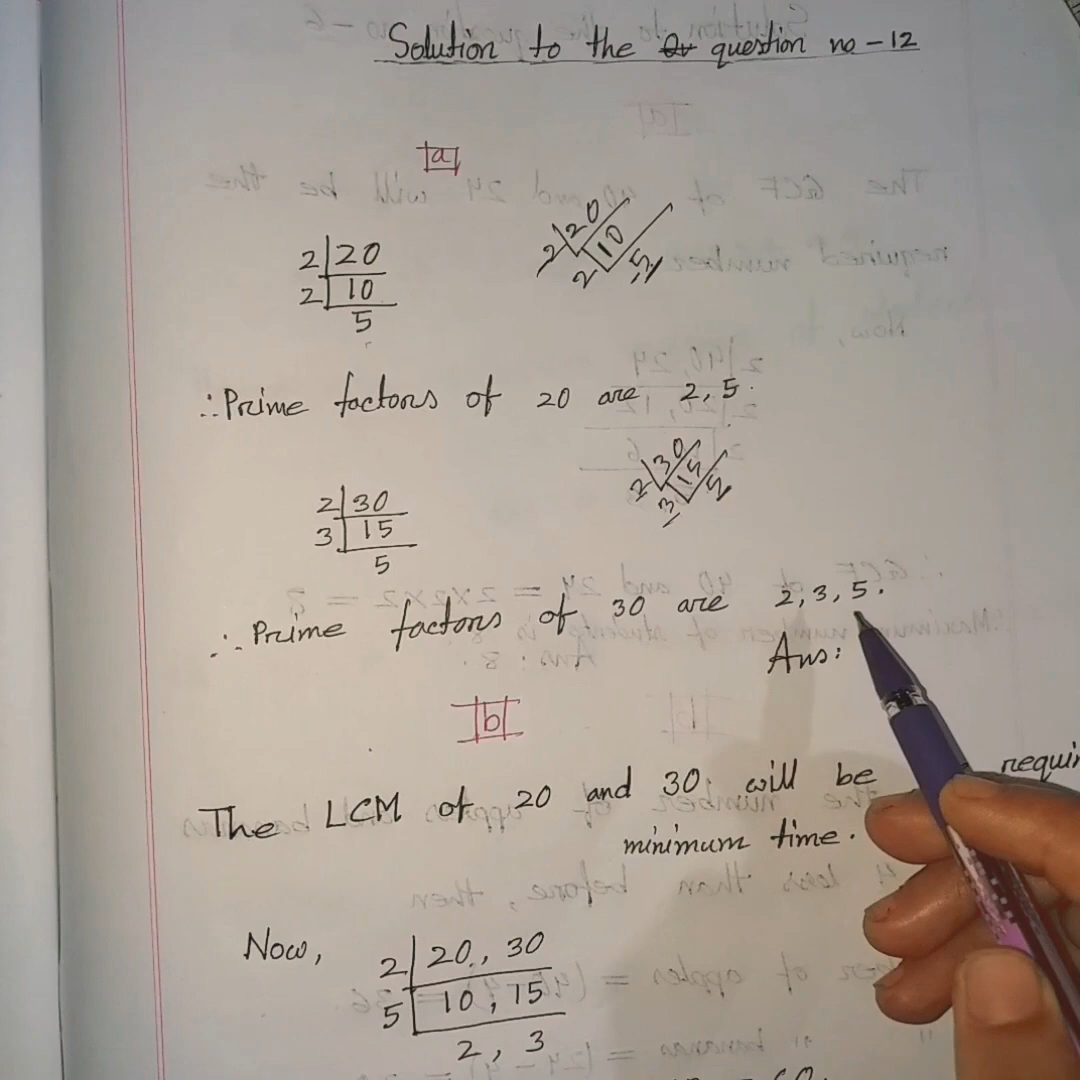 Solution to the question no - 12
a
2 20
2 10
5
2 20
2 10
5
∴ Prime factors of 20 are 2, 5.
2 30
3 15
5
2 30
3 15
5
∴ Prime factors of 30 are 2, 3, 5.
Ans:
b
The LCM of 20 and 30 will be
minimum time.
Now,
2 20, 30
5 10, 15
2, 3